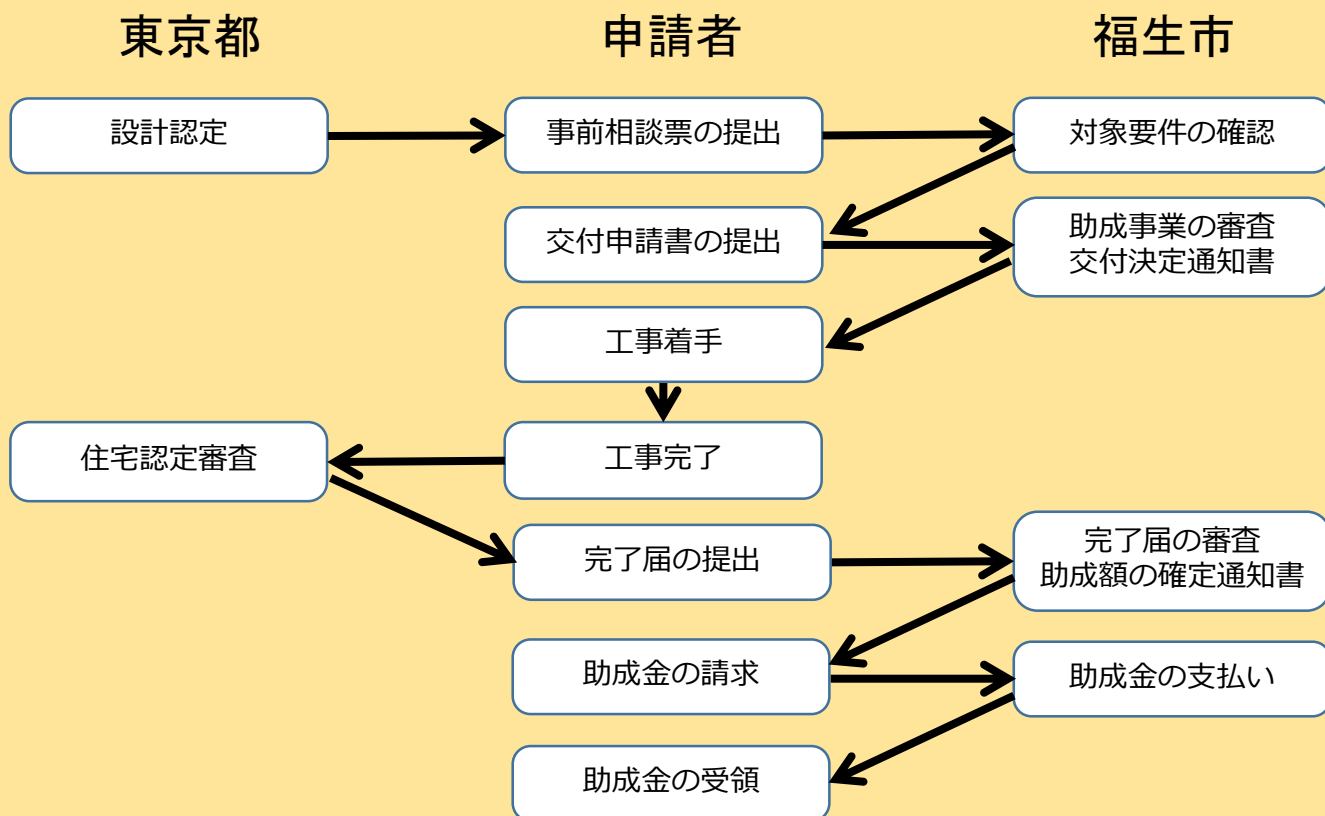 東京都
申請者
福生市
設計認定
事前相談票の提出
対象要件の確認
交付申請書の提出
助成事業の審査
交付決定通知書
工事着手
住宅認定審査
工事完了
完了届の提出
完了届の審査
助成額の確定通知書
助成金の請求
助成金の支払い
助成金の受領